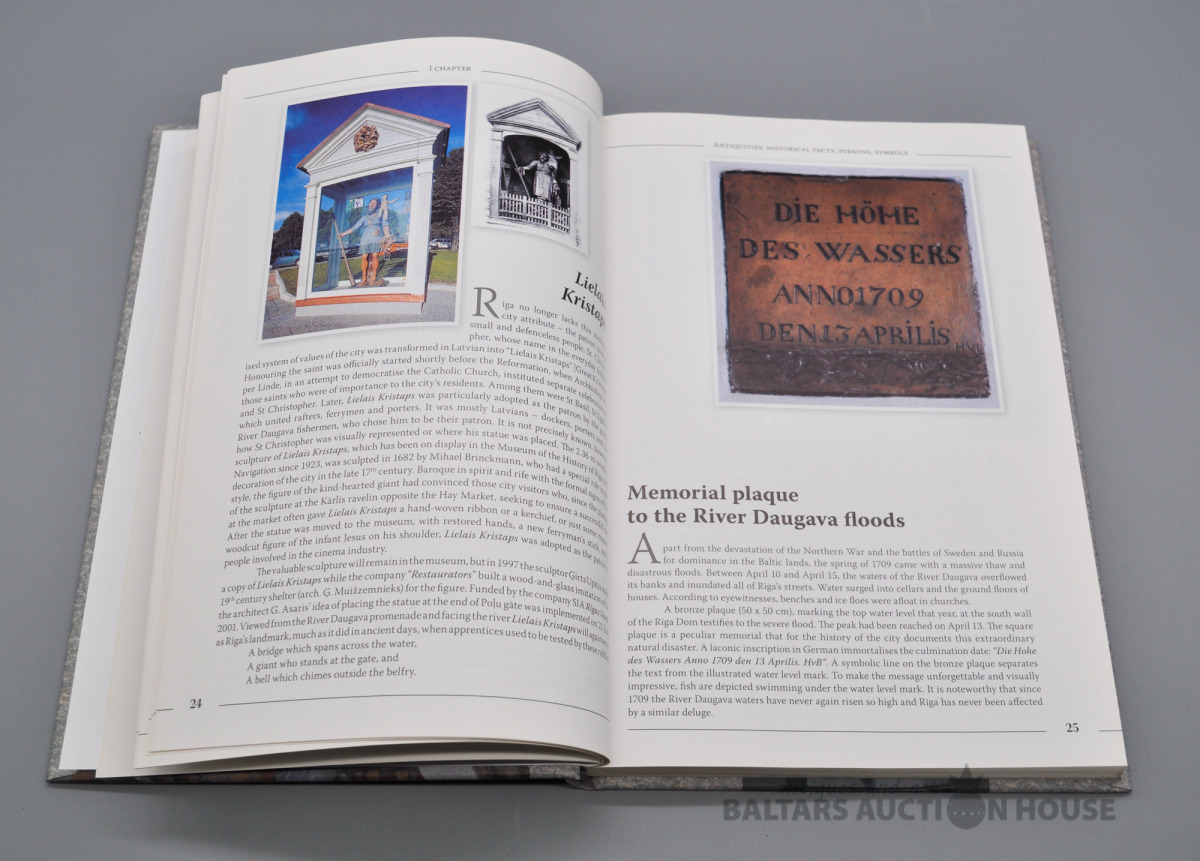 I CHAPTER
Lielais
Kristaps
Riga no longer lacks this
city attribute – the patron
small and defenceless people, St
pher, whose name in the everyday
ised system of values of the city was transformed in Latvian into "Lielais Kristaps"
Honouring the saint was officially started shortly before the Reformation, when
per Linde, in an attempt to democratise the Catholic Church, instituted separate
those saints who were of importance to the city's residents. Among them were St Basil, St
and St Christopher. Later, Lielais Kristaps was particularly adopted as the patron by the
which united rafters, ferrymen and porters. It was mostly Latvians – dockers, porters
River Daugava fishermen, who chose him to be their patron. It is not precisely known,
how St Christopher was visually represented or where his statue was placed. The 2.36 m
sculpture of Lielais Kristaps, which has been on display in the Museum of the History of
Navigation since 1923, was sculpted in 1682 by Mihael Brinckmann, who had a special
decoration of the city in the late 17th century. Baroque in spirit and rife with the formal signs
style, the figure of the kind-hearted giant had convinced those city visitors who, since the
of the sculpture at the Kārlis ravelin opposite the Hay Market, seeking to ensure a successful
at the market often gave Lielais Kristaps a hand-woven ribbon or a kerchief, or just some
After the statue was moved to the museum, with restored hands, a new ferryman's stick,
woodcut figure of the infant Jesus on his shoulder, Lielais Kristaps was adopted as the patron
people involved in the cinema industry.
The valuable sculpture will remain in the museum, but in 1997 the sculptor Girts
a copy of Lielais Kristaps while the company "Restaurators" built a wood-and-glass imitation of
19th century shelter (arch. Ģ. Muižzemnieks) for the figure. Funded by the company SIA Rīgas
the architect G. Asaris' idea of placing the statue at the end of Poļu gāte was implemented on
2001. Viewed from the River Daugava promenade and facing the river Lielais Kristaps will again
as Riga's landmark, much as it did in ancient days, when apprentices used to be tested by these
A bridge which spans across the water,
A giant who stands at the gate, and
A bell which chimes outside the belfry.
24
ANTIQUITIES: HISTORICAL FACTS, PERSONS, SYMBOLS
DIE HÖHE
DES WASSERS
ANNO1709
DEN13APRILIS
HVB
Memorial plaque
to the River Daugava floods
Apart from the devastation of the Northern War and the battles of Sweden and Russia
for dominance in the Baltic lands, the spring of 1709 came with a massive thaw and
disastrous floods. Between April 10 and April 15, the waters of the River Daugava overflowed
its banks and inundated all of Riga's streets. Water surged into cellars and the ground floors of
houses. According to eyewitnesses, benches and ice floes were afloat in churches.
A bronze plaque (50 x 50 cm), marking the top water level that year, at the south wall
of the Riga Dom testifies to the severe flood. The peak had been reached on April 13. The square
plaque is a peculiar memorial that for the history of the city documents this extraordinary
natural disaster. A laconic inscription in German immortalises the culmination date: "Die Hohe
des Wassers Anno 1709 den 13 Aprilis. HvB". A symbolic line on the bronze plaque separates
the text from the illustrated water level mark. To make the message unforgettable and visually
impressive, fish are depicted swimming under the water level mark. It is noteworthy that since
1709 the River Daugava waters have never again risen so high and Riga has never been affected
by a similar deluge.
25
BALTARS AUCTION HOUSE